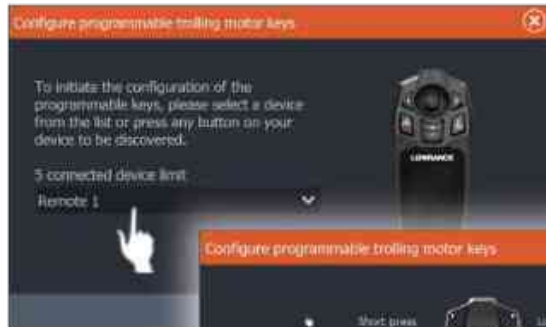 Configure programmable trolling motor keys
To initiate the configuration of the
programmable keys, please select a device
from the list or press any button on your
device to be discovered.
5 connected device limit
Remote 1
LOWRANCE
Configure programmable trolling motor keys
Short press